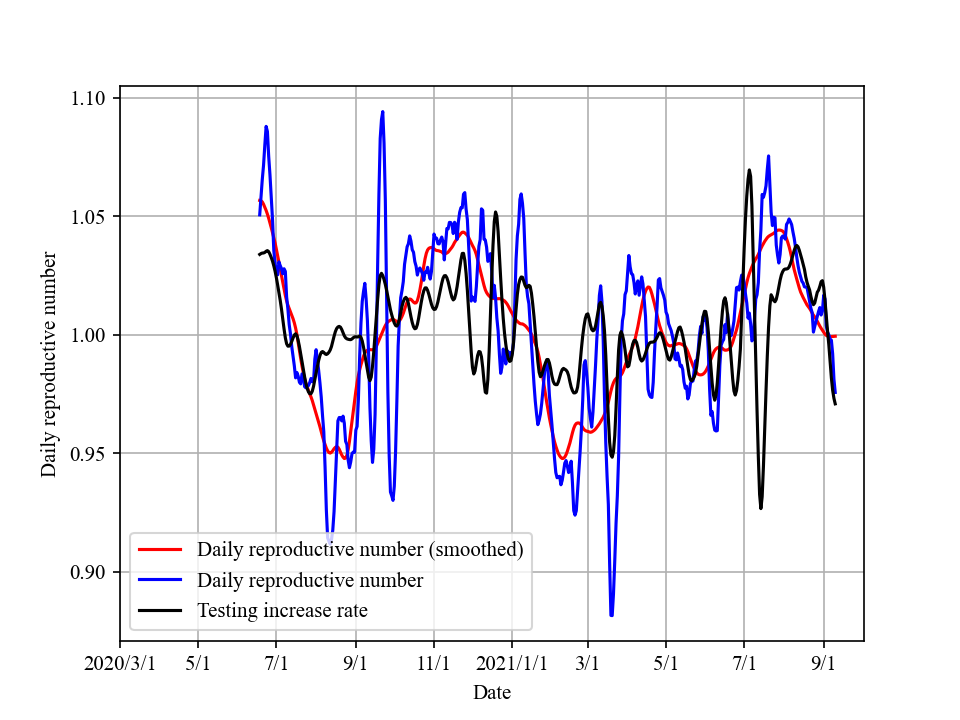 1.10
1.05
1.00
0.95
0.90
Daily reproductive number
Daily reproductive number (smoothed)
Daily reproductive number
Testing increase rate
2020/3/1 5/1 7/1 9/1 11/1 2021/1/1 3/1 5/1 7/1 9/1
Date